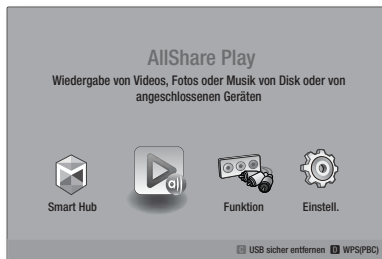 AllShare Play
Wiedergabe von Videos, Fotos oder Musik von Disk oder von
angeschlossenen Geräten
Smart Hub
Funktion
Einstell.
C USB sicher entfernen D WPS(PBC)